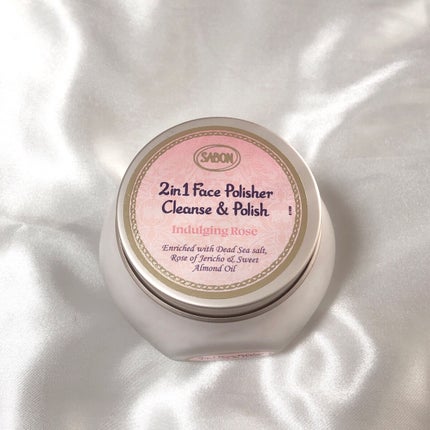 SABON
2in1 Face Polisher
Cleanse & Polish
Indulging Rose
Enriched with Dead Sea salt,
Rose of Jericho & Sweet
Almond Oil